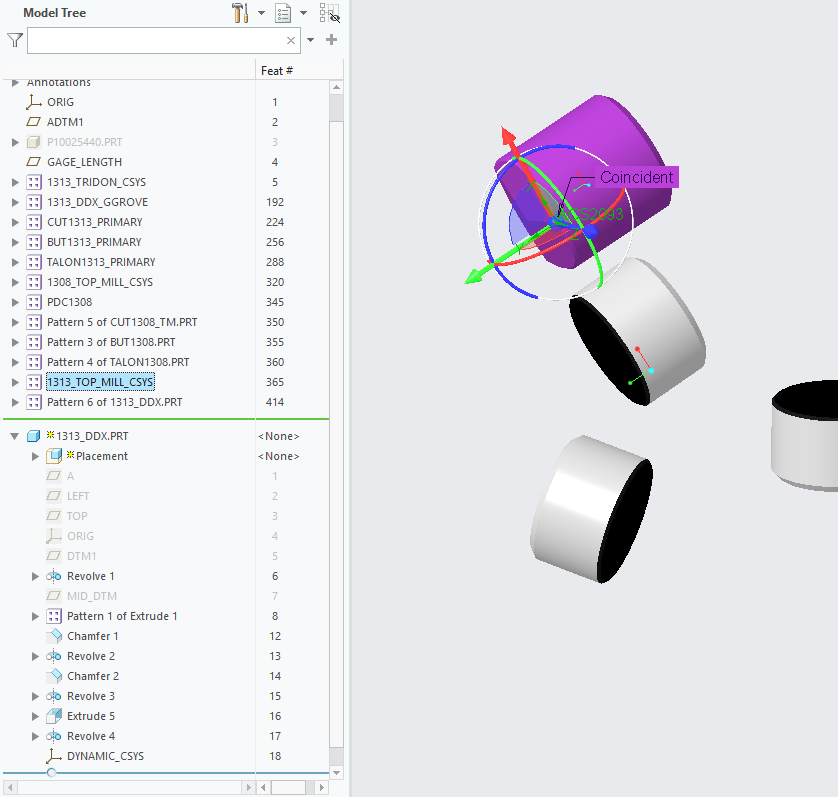 Model Tree
Feat #
Annotations
ORIG 1
ADTM1 2
P10025440.PRT 3
GAGE_LENGTH 4
1313_TRIDON_CSYS 5
1313_DDX_GGROVE 192
CUT1313_PRIMARY 224
BUT1313_PRIMARY 256
TALON1313_PRIMARY 288
1308_TOP_MILL_CSYS 320
PDC1308 345
Pattern 5 of CUT1308_TM.PRT 350
Pattern 3 of BUT1308.PRT 355
Pattern 4 of TALON1308.PRT 360
1313_TOP_MILL_CSYS 365
Pattern 6 of 1313_DDX.PRT 414
1313_DDX.PRT <None>
Placement <None>
A 1
LEFT 2
TOP 3
ORIG 4
DTM1 5
Revolve 1 6
MID_DTM 7
Pattern 1 of Extrude 1 8
Chamfer 1 12
Revolve 2 13
Chamfer 2 14
Revolve 3 15
Extrude 5 16
Revolve 4 17
DYNAMIC_CSYS 18
Coincident